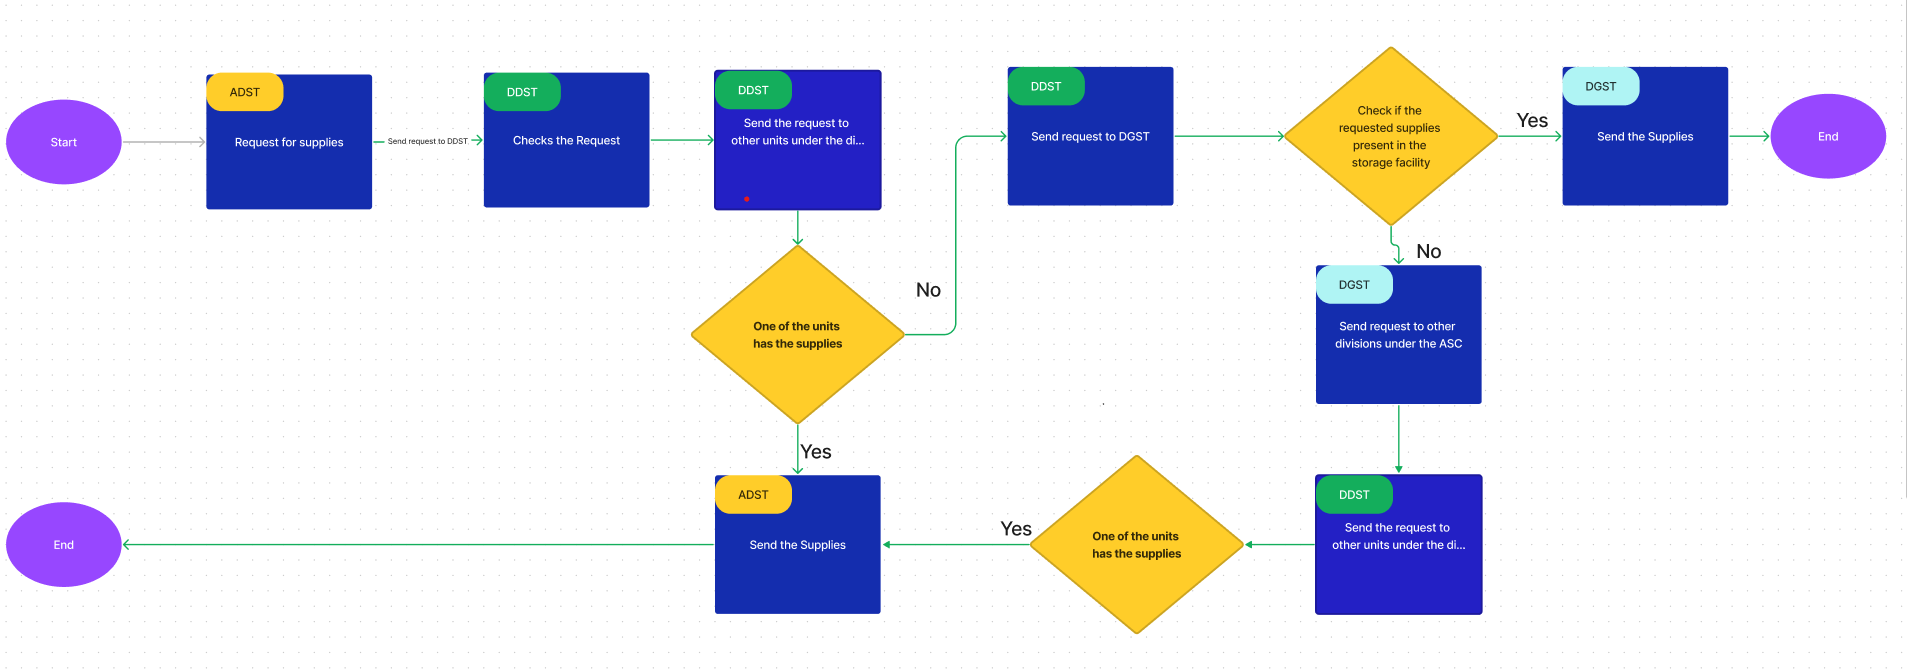 Start
ADST
Request for supplies
Send request to DDST
DDST
Checks the Request
DDST
Send the request to
other units under the di...
One of the units
has the supplies
No
Yes
DDST
Send request to DGST
Check if the
requested supplies
present in the
storage facility
Yes
DGST
Send the Supplies
End
No
DGST
Send request to other
divisions under the ASC
DDST
Send the request to
other units under the di...
One of the units
has the supplies
Yes
ADST
Send the Supplies
End